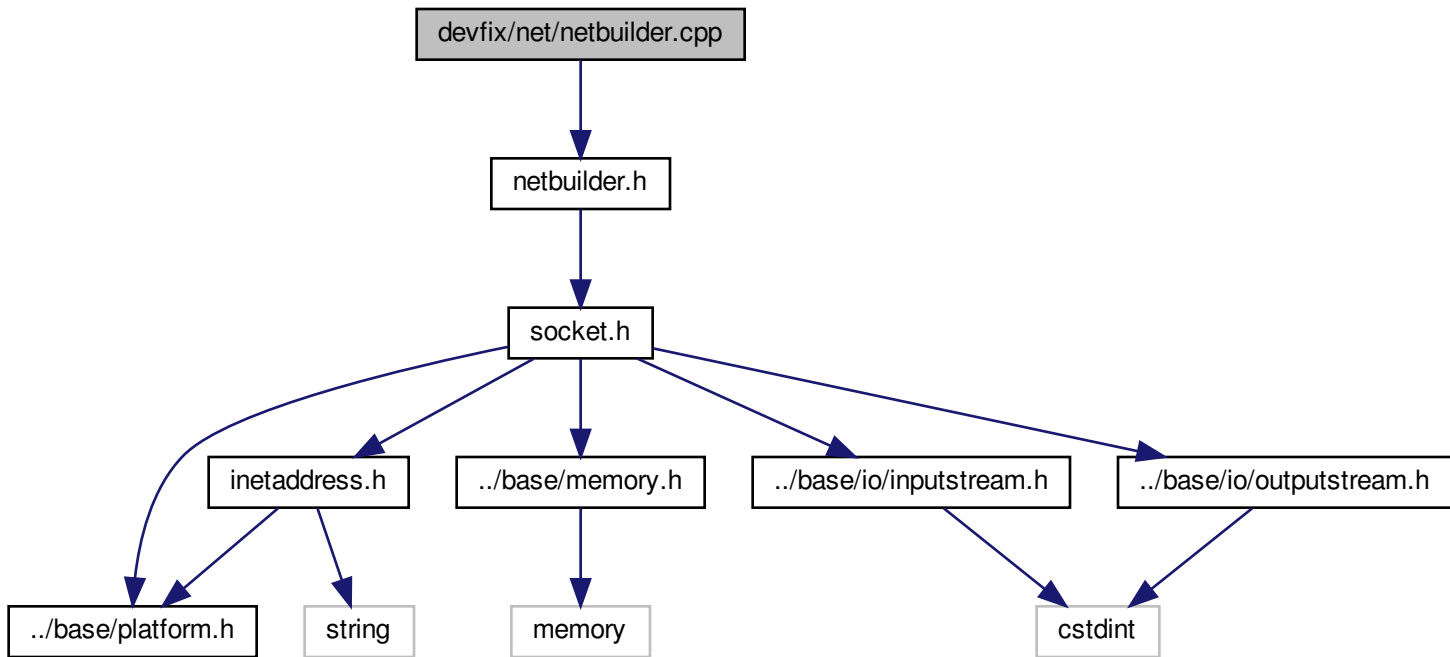 devfix/net/netbuilder.cpp
netbuilder.h
socket.h
inetaddress.h
../base/memory.h
../base/io/inputstream.h
../base/io/outputstream.h
../base/platform.h
string
memory
cstdint